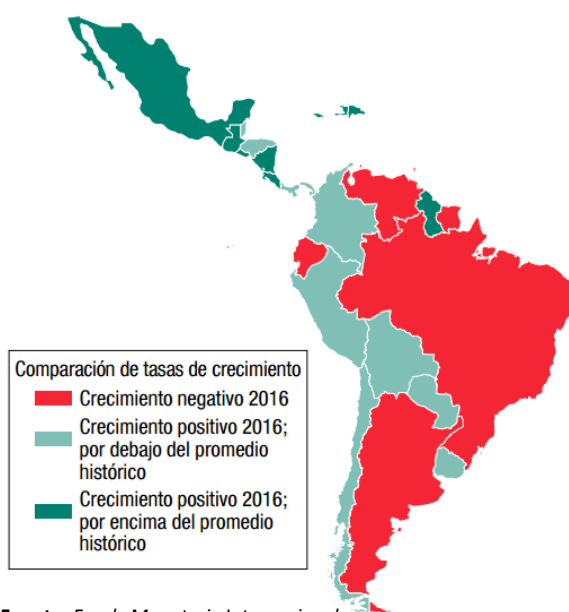 Comparación de tasas de crecimiento
Crecimiento negativo 2016
Crecimiento positivo 2016;
por debajo del promedio
histórico
Crecimiento positivo 2016;
por encima del promedio
histórico